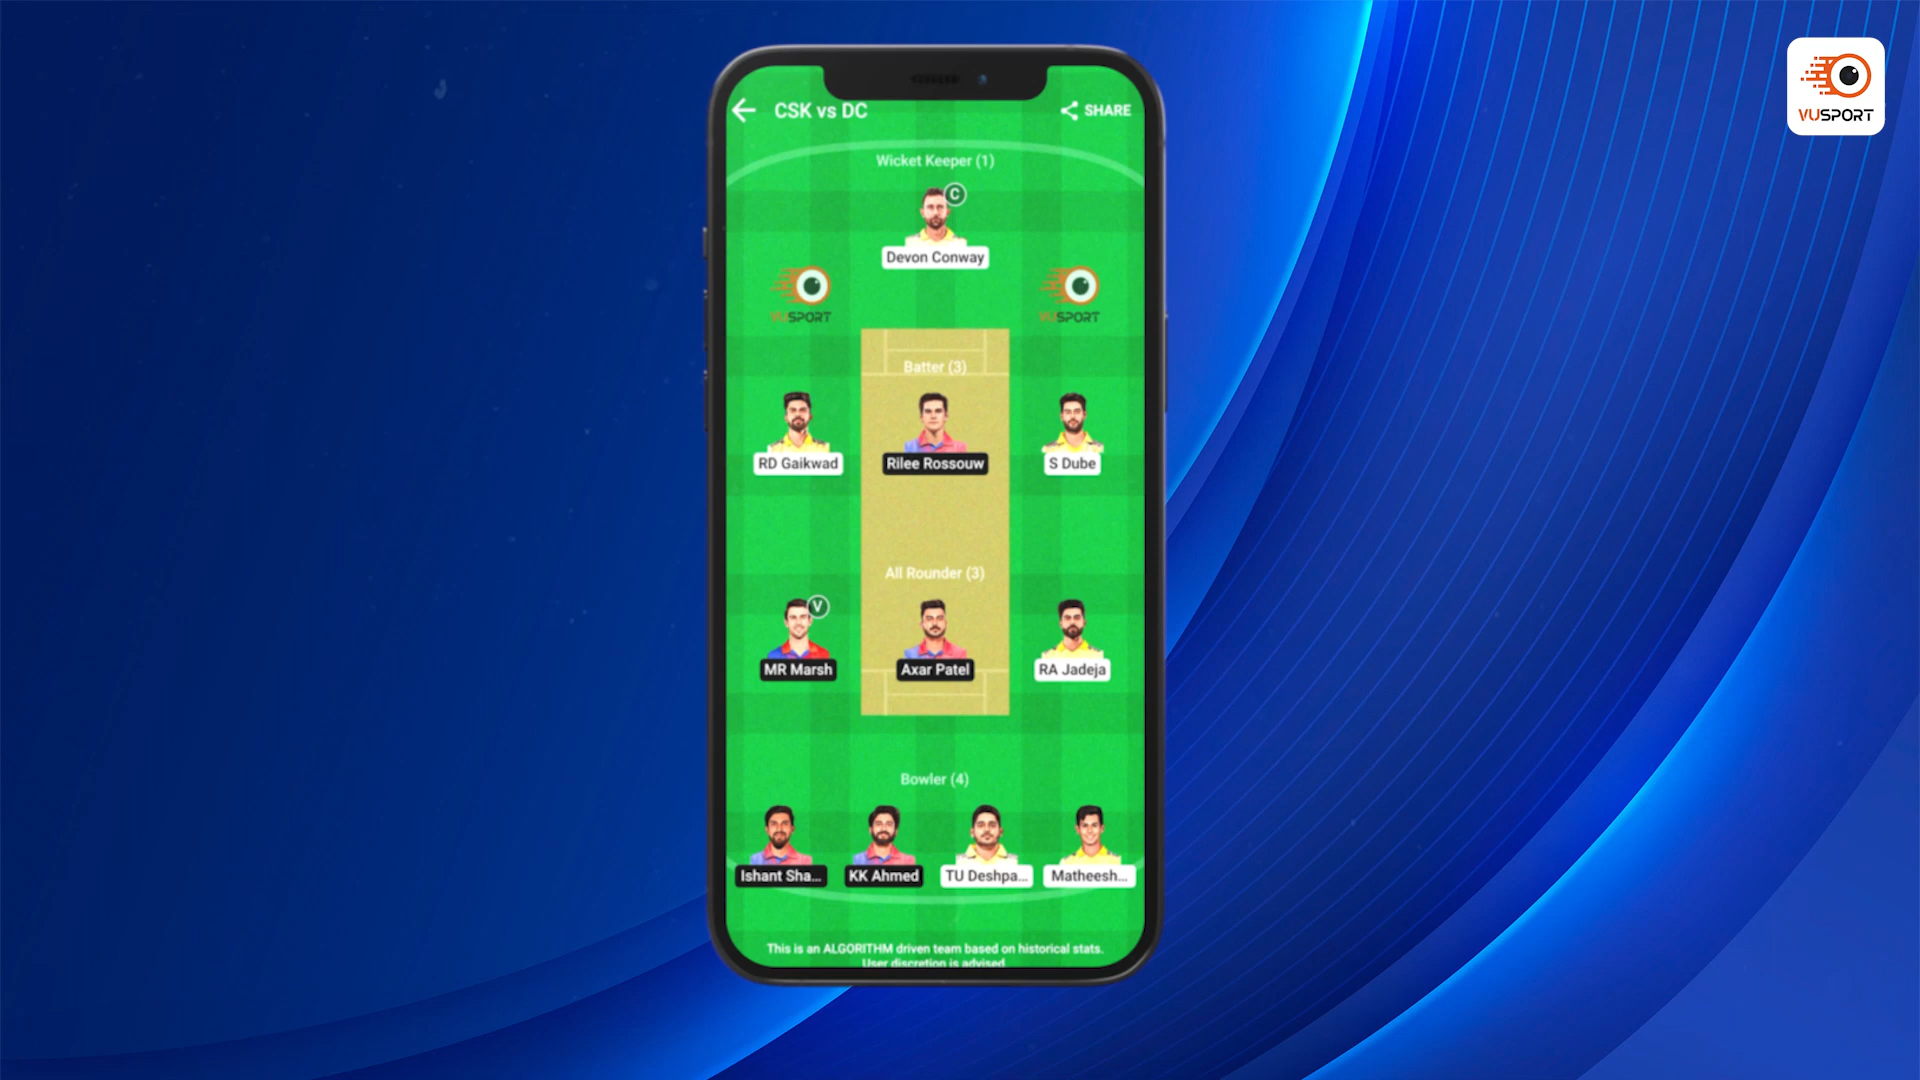 CSK vs DC
SHARE
VUSPORT
Wicket Keeper (1)
C
Devon Conway
VUSPORT
VUSPORT
Batter (3)
RD Gaikwad
Rilee Rossouw
S Dube
All Rounder (3)
V
MR Marsh
Axar Patel
RA Jadeja
Bowler (4)
Ishant Sha...
KK Ahmed
TU Deshpa...
Matheesh...
This is an ALGORITHM driven team based on historical stats.
User discretion is advised